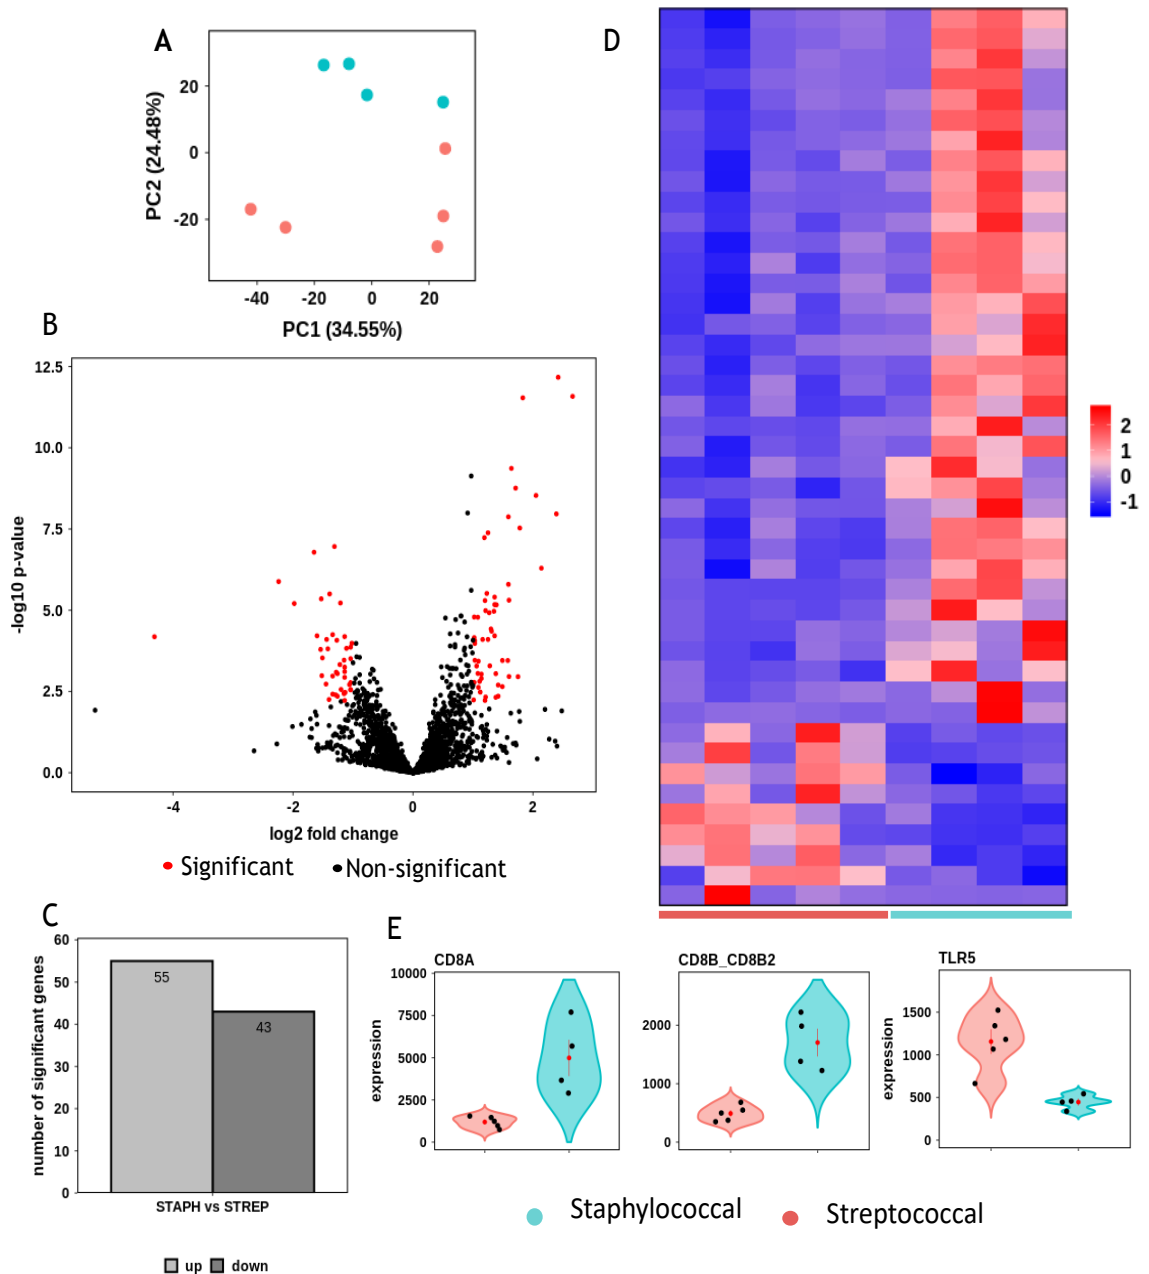 A
20
0
-20
PC2 (24.48%)
-40 -20 0 20
PC1 (34.55%)
B
12.5
10.0
7.5
5.0
2.5
0.0
-log10 p-value
-4 -2 0 2
log2 fold change
Significant Non-significant
C
60
50
40
30
20
10
0
number of significant genes
55
43
STAPH vs STREP
up down
D
2
1
0
-1
E
CD8A
10000
7500
5000
2500
0
expression
CD8B_CD8B2
2000
1000
0
expression
TLR5
1500
1000
500
0
expression
Staphylococcal Streptococcal